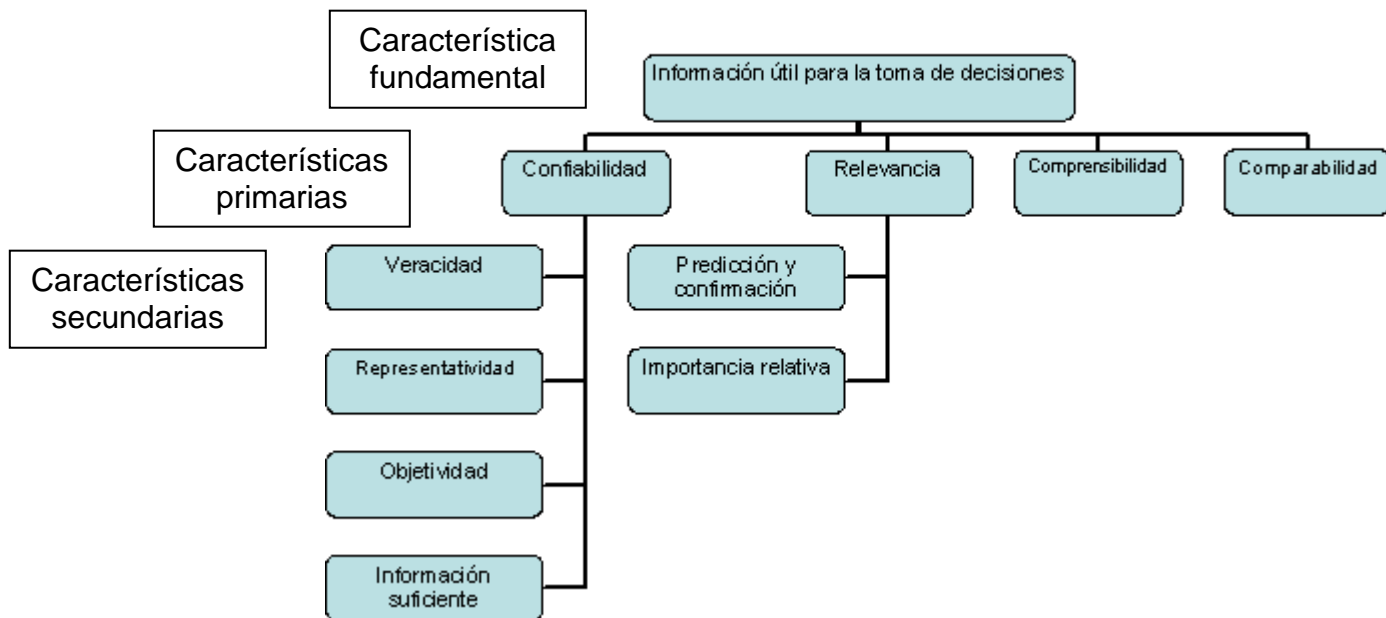 Característica
fundamental
Información útil para la toma de decisiones
Características
primarias
Confiabilidad
Relevancia
Comprensibilidad
Comparabilidad
Características
secundarias
Veracidad
Predicción y
confirmación
Representatividad
Importancia relativa
Objetividad
Información
suficiente